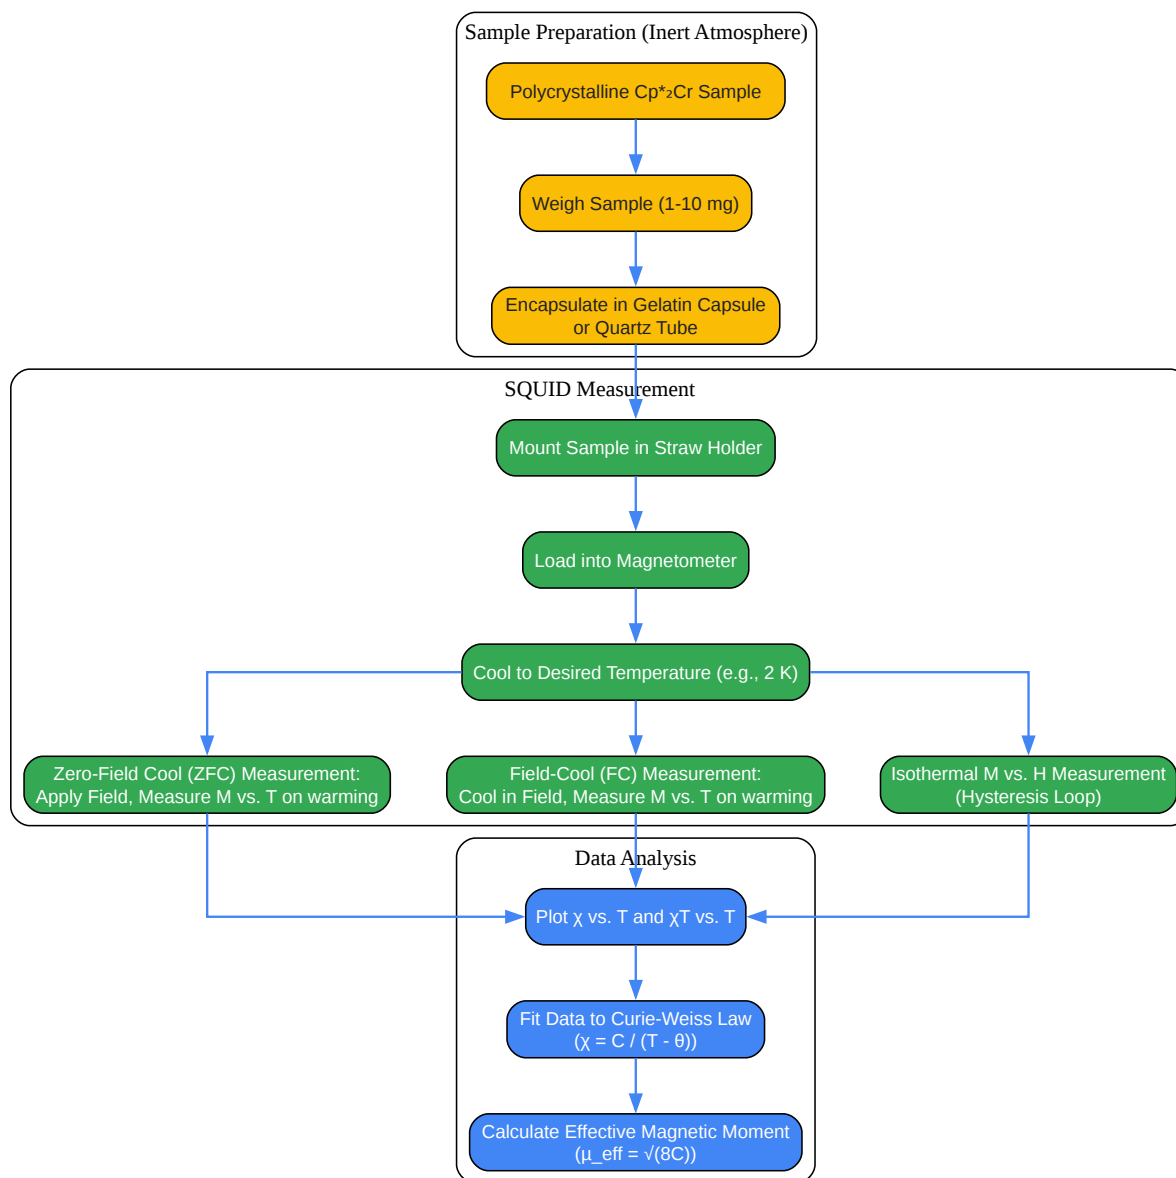 Sample Preparation (Inert Atmosphere)
Polycrystalline Cp*₂Cr Sample
Weigh Sample (1-10 mg)
Encapsulate in Gelatin Capsule
or Quartz Tube
SQUID Measurement
Mount Sample in Straw Holder
Load into Magnetometer
Cool to Desired Temperature (e.g., 2 K)
Zero-Field Cool (ZFC) Measurement:
Apply Field, Measure M vs. T on warming
Field-Cool (FC) Measurement:
Cool in Field, Measure M vs. T on warming
Isothermal M vs. H Measurement
(Hysteresis Loop)
Data Analysis
Plot χ vs. T and χT vs. T
Fit Data to Curie-Weiss Law
(χ = C / (T - θ))
Calculate Effective Magnetic Moment
(µ_eff = √(8C))